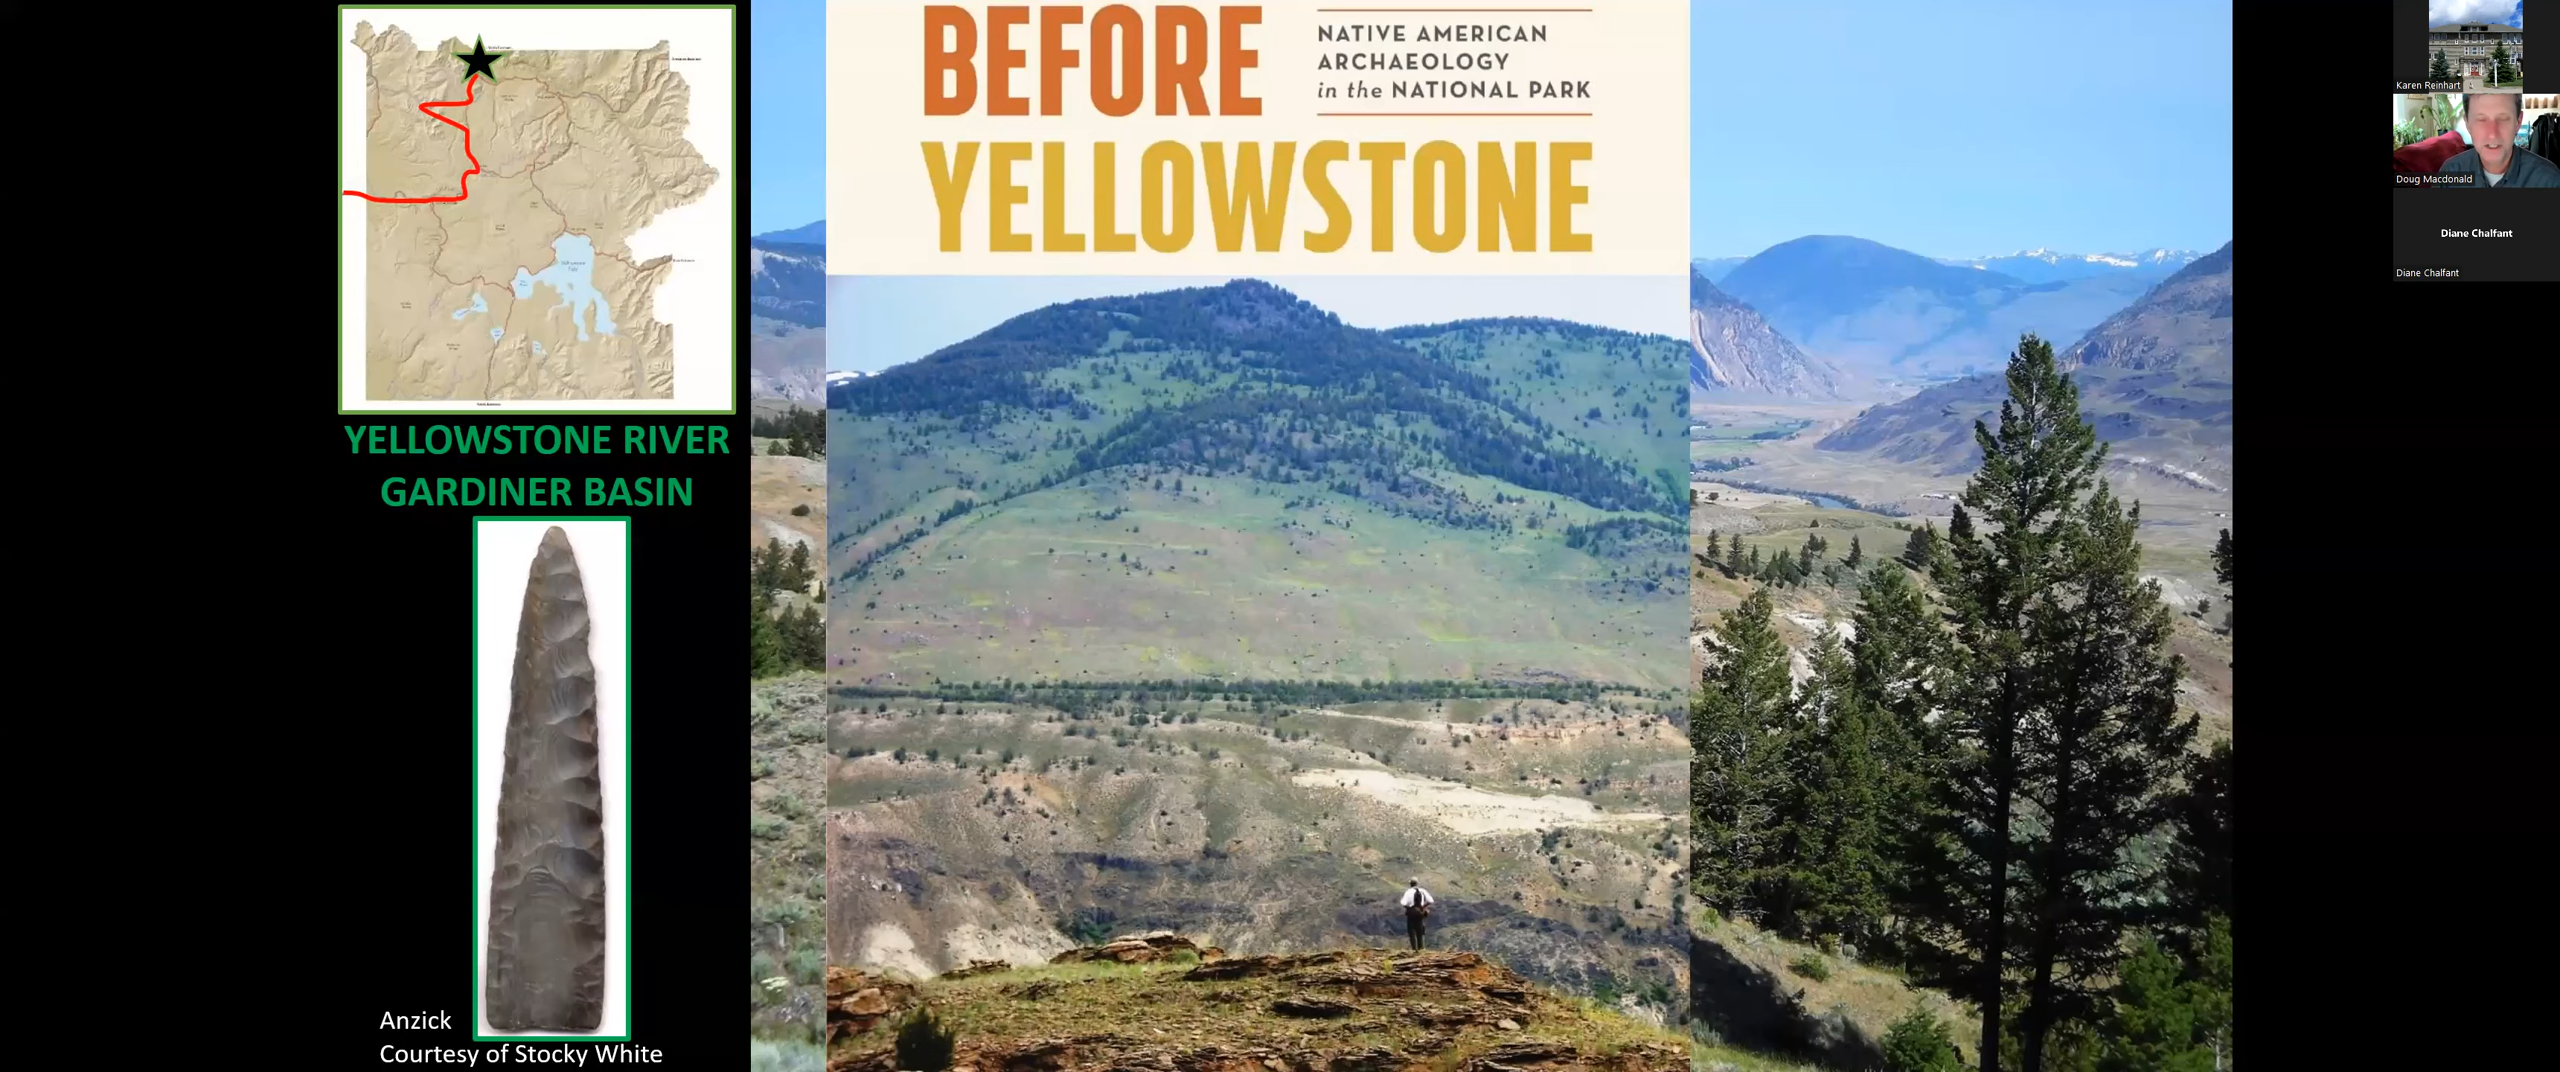 YELLOWSTONE RIVER
GARDINER BASIN
Anzick
Courtesy of Stocky White
BEFORE
NATIVE AMERICAN
ARCHAEOLOGY
in the NATIONAL PARK
YELLOWSTONE
Karen Reinhart
Doug Macdonald
Diane Chalfant
Diane Chalfant